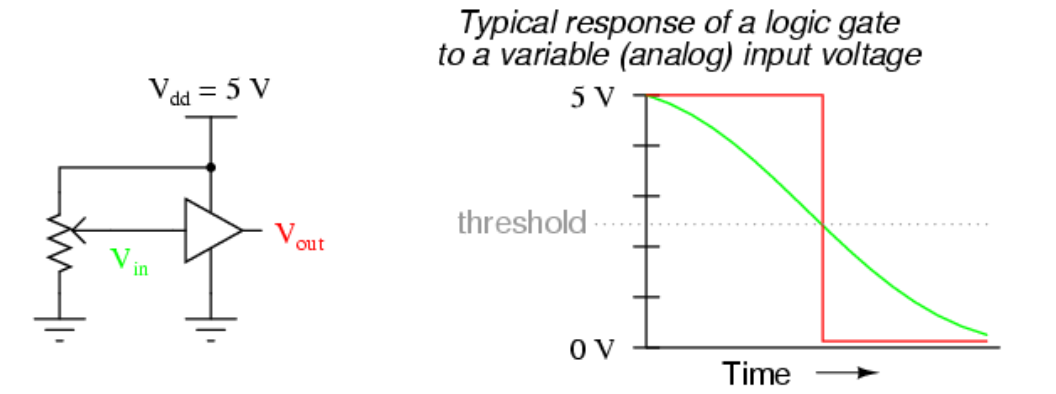 Typical response of a logic gate
to a variable (analog) input voltage
Vdd = 5 V
Vin
Vout
5 V
threshold
0 V
Time